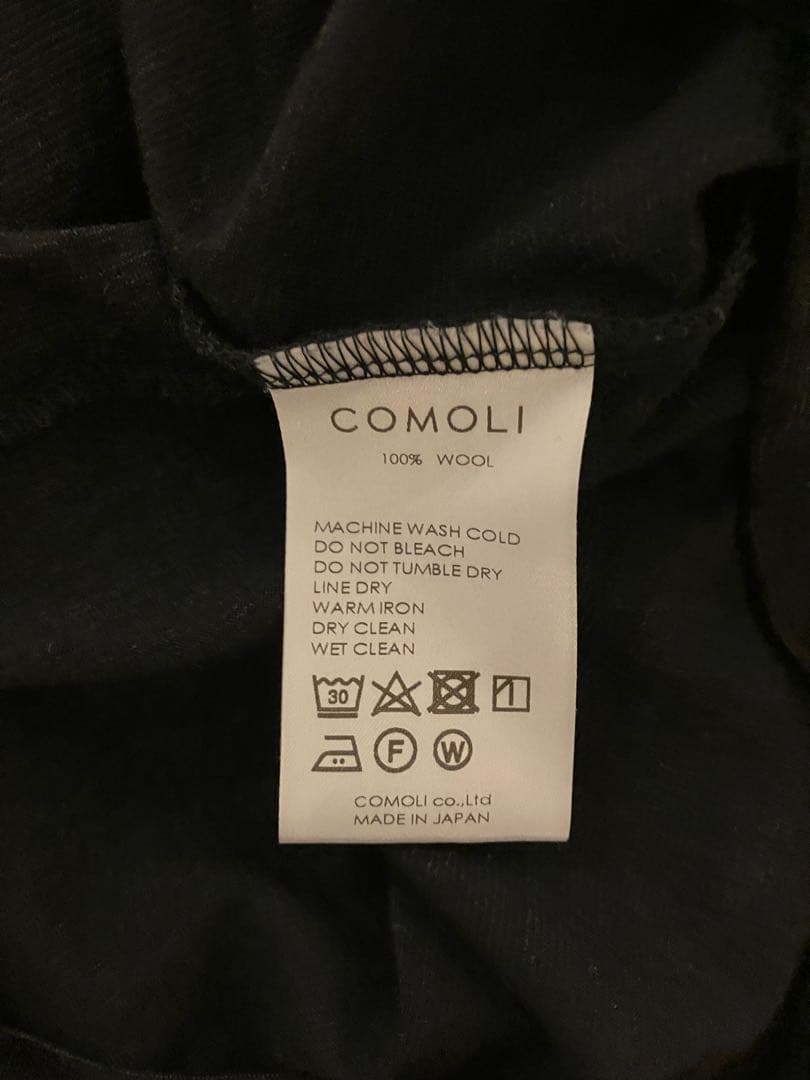 COMOLI
100% WOOL
MACHINE WASH COLD
DO NOT BLEACH
DO NOT TUMBLE DRY
LINE DRY
WARM IRON
DRY CLEAN
WET CLEAN
30
F W
COMOLI co.,Ltd
MADE IN JAPAN